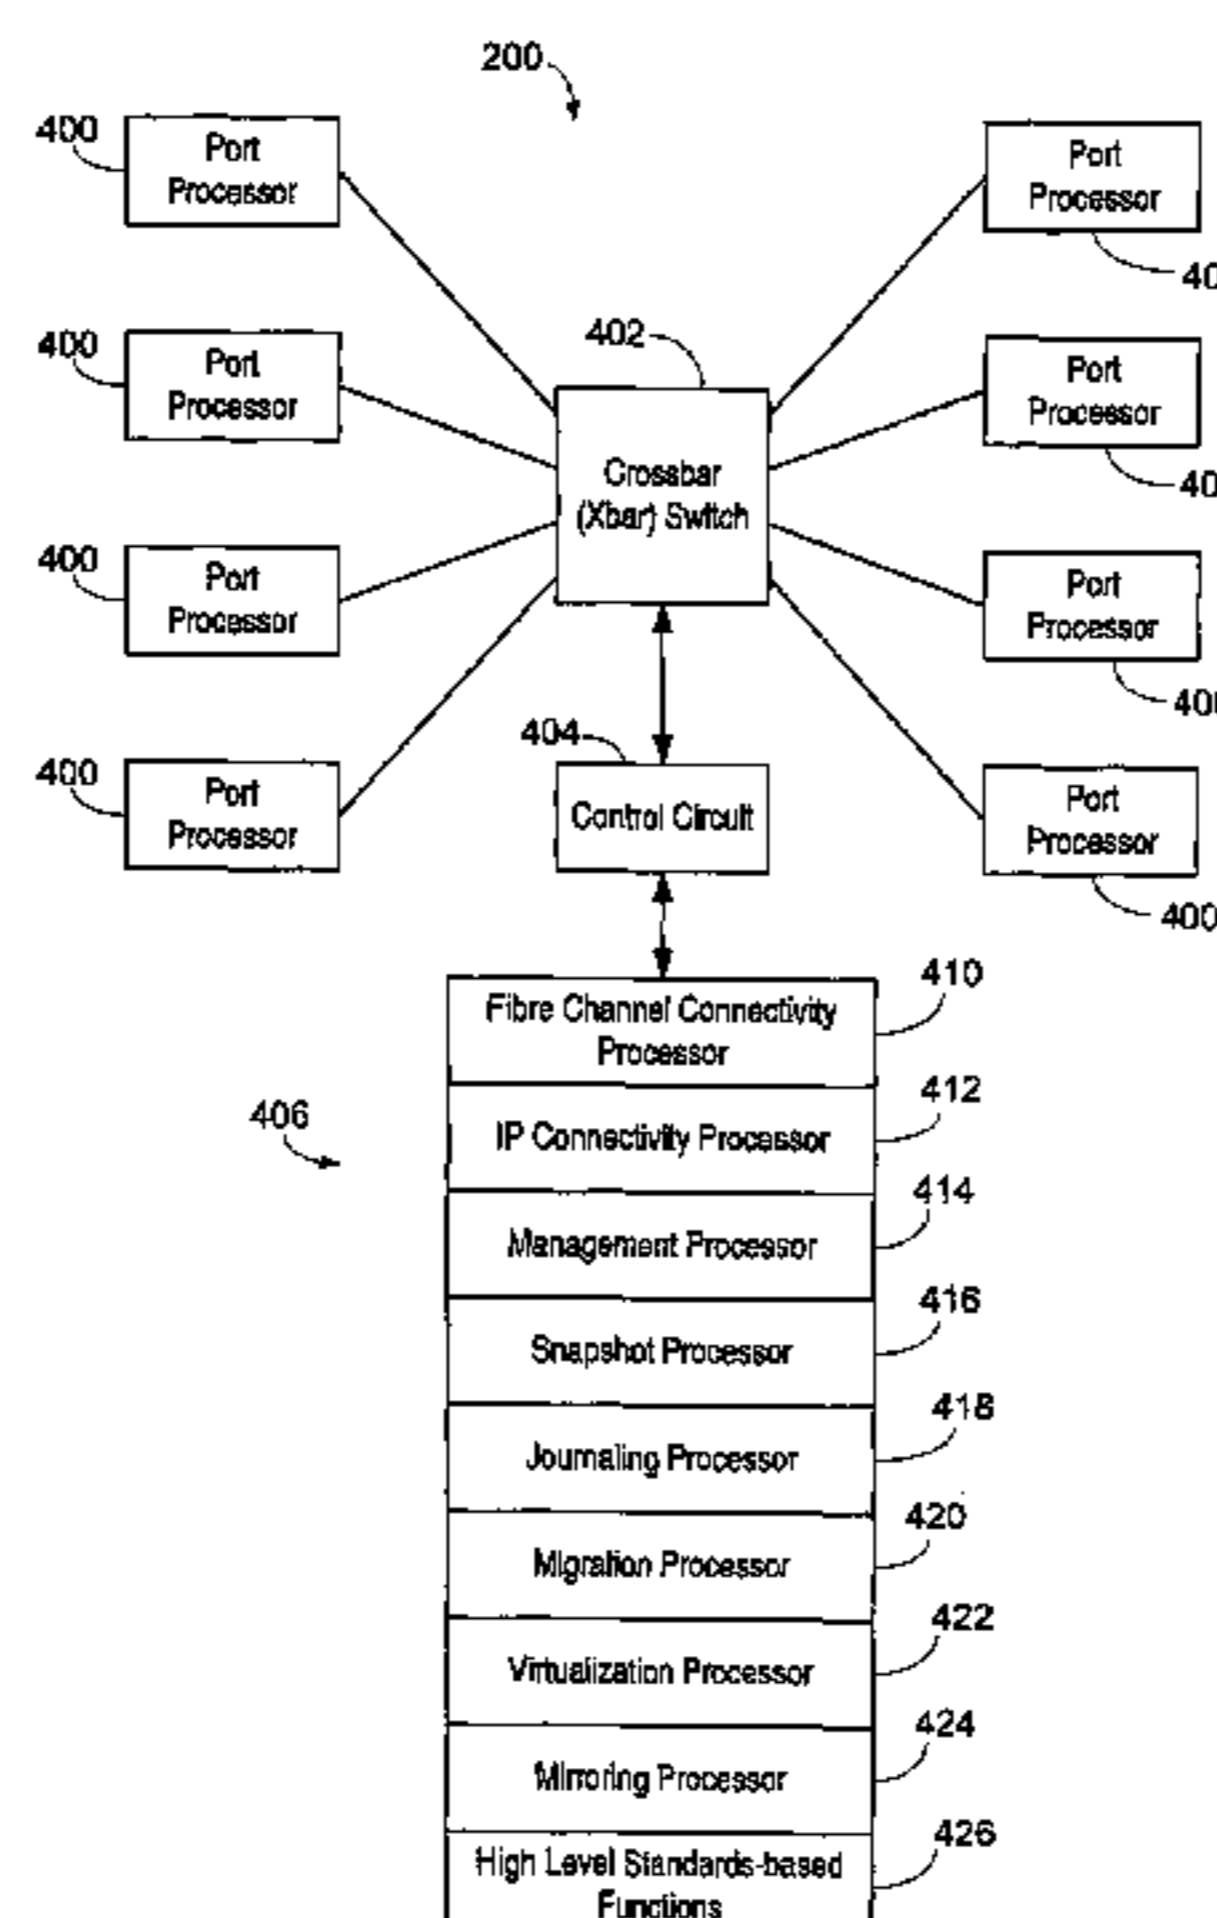 200
400
Port
Processor
Port
Processor
40
400
Port
Processor
402
Port
Processor
40
Crossbar
(Xbar) Switch
400
Port
Processor
Port
Processor
400
404
400
Port
Processor
Control Circuit
Port
Processor
400
410
Fibre Channel Connectivity
Processor
406
412
IP Connectivity Processor
414
Management Processor
416
Snapshot Processor
418
Journaling Processor
420
Migration Processor
422
Virtualization Processor
424
Mirroring Processor
426
High Level Standards-based
Functions